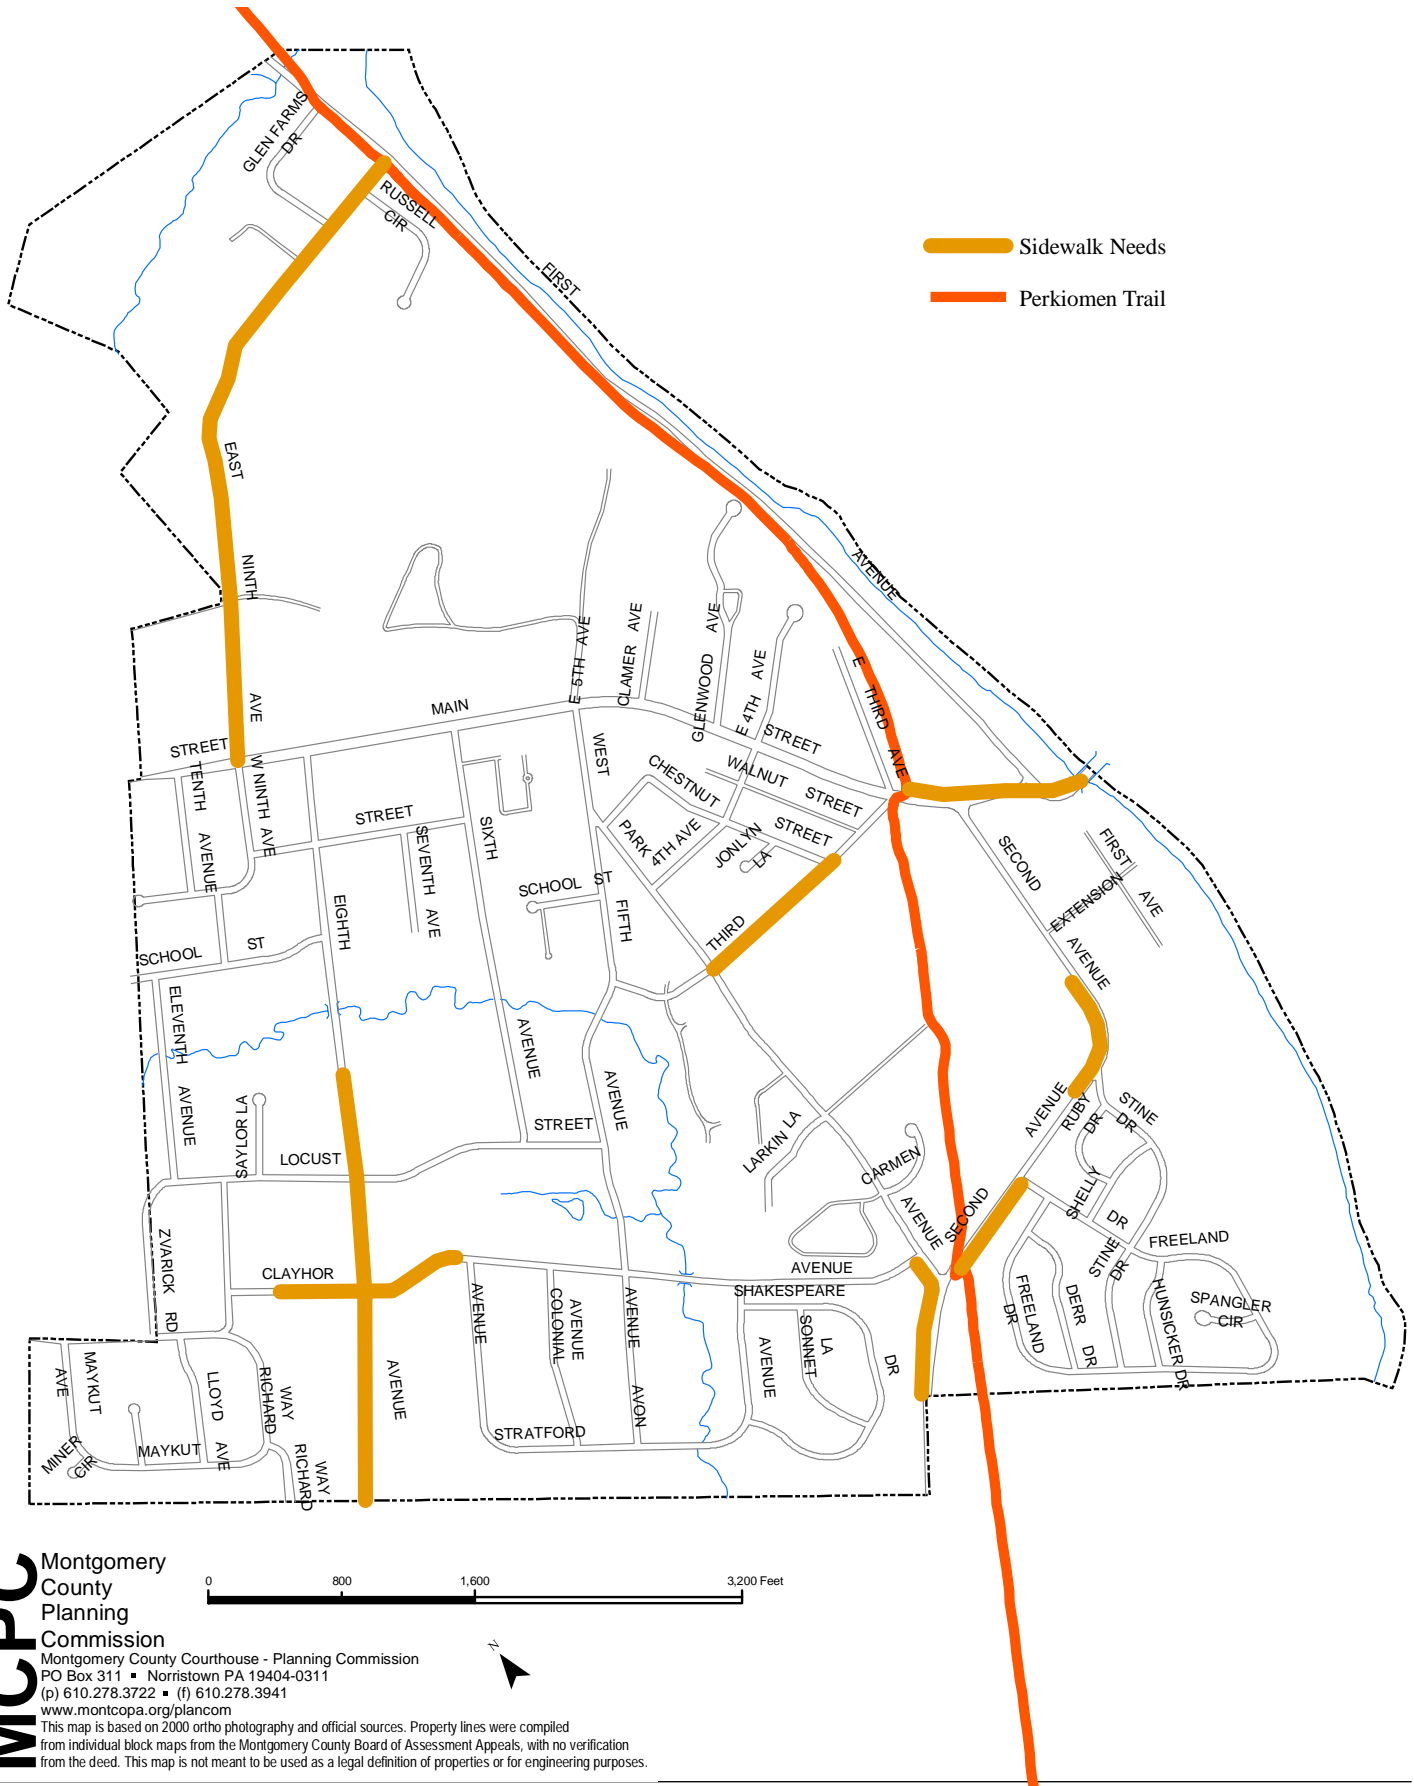 GLEN FARMS
DR
RUSSELL
CIR
FIRST
Sidewalk Needs
Perkiomen Trail
EAST
NINTH
AVE
AVENUE
E 5TH AVE
CLAMER AVE
GLENWOOD AVE
E 4TH AVE
E THIRD AVE
MAIN
STREET
STREET
TENTH AVENUE
W NINTH AVE
WEST
CHESTNUT
WALNUT
STREET
STREET
STREET
SEVENTH AVE
SIXTH
PARK
4TH AVE
JONLYN
LA
SECOND
FIRST
AVE
EXTENSION
AVENUE
SCHOOL ST
EIGHTH
FIFTH
THIRD
SCHOOL ST
ELEVENTH
AVENUE
AVENUE
AVENUE
STREET
SAYLOR LA
LOCUST
LARKIN LA
CARMEN
AVENUE
RUBY
DR
STINE
DR
SHELLY
DR
AVENUE
SECOND
ZVARICK
RD
CLAYHOR
AVENUE
SHAKESPEARE
STINE
DR
FREELAND
FREELAND
DR
DERR
DR
HUNSICKER DR
SPANGLER
CIR
AVENUE
AVENUE
COLONIAL
AVENUE
AVON
AVENUE
LA
SONNET
DR
MAYKUT
AVE
LLOYD
AVE
WAY
RICHARD
AVENUE
STRATFORD
MINER
CIR
MAYKUT
WAY
RICHARD
MCPC
Montgomery
County
Planning
Commission
0 800 1,600 3,200 Feet
N
Montgomery County Courthouse - Planning Commission
PO Box 311 ▪ Norristown PA 19404-0311
(p) 610.278.3722 ▪ (f) 610.278.3941
www.montcopa.org/plancom
This map is based on 2000 ortho photography and official sources. Property lines were compiled
from individual block maps from the Montgomery County Board of Assessment Appeals, with no verification
from the deed. This map is not meant to be used as a legal definition of properties or for engineering purposes.